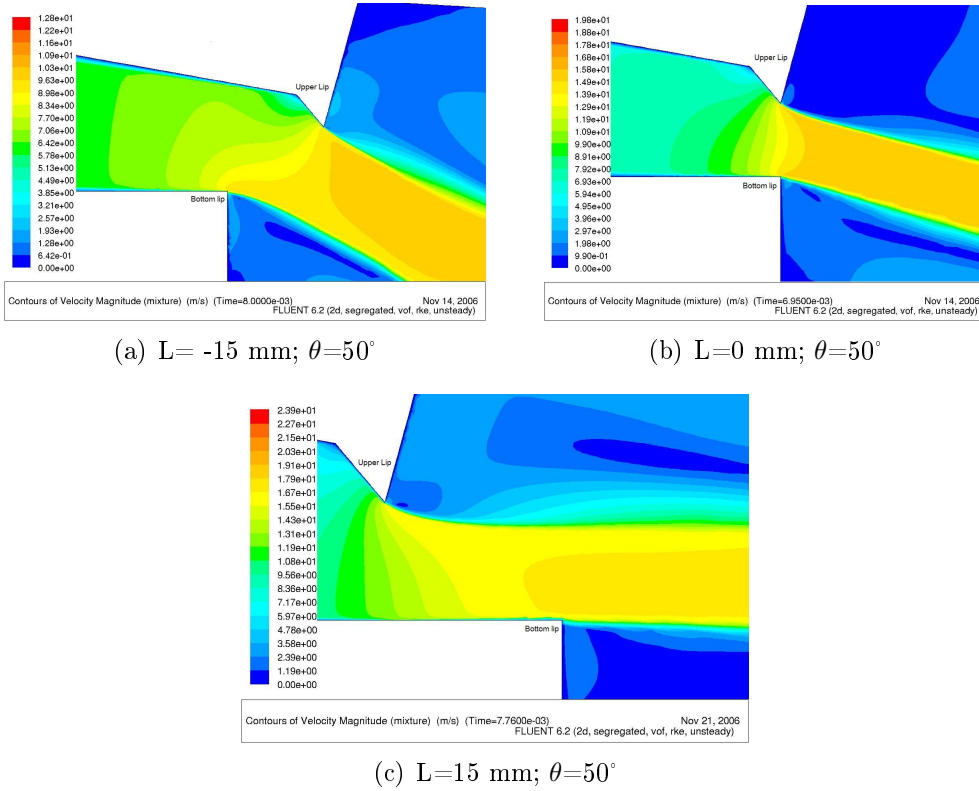 1.28e+01
1.22e+01
1.16e+01
1.09e+01
1.03e+01
9.63e+00
8.98e+00
8.34e+00
7.70e+00
7.06e+00
6.42e+00
5.78e+00
5.13e+00
4.49e+00
3.85e+00
3.21e+00
2.57e+00
1.93e+00
1.28e+00
6.42e-01
0.00e+00
Upper Lip
Bottom lip
Contours of Velocity Magnitude (mixture) (m/s) (Time=8.0000e-03) Nov 14, 2006
FLUENT 6.2 (2d, segregated, vof, rke, unsteady)
(a) L= -15 mm; θ=50°
1.98e+01
1.88e+01
1.78e+01
1.68e+01
1.58e+01
1.49e+01
1.39e+01
1.29e+01
1.19e+01
1.09e+01
9.90e+00
8.91e+00
7.92e+00
6.93e+00
5.94e+00
4.95e+00
3.96e+00
2.97e+00
1.98e+00
9.90e-01
0.00e+00
Upper Lip
Bottom lip
Contours of Velocity Magnitude (mixture) (m/s) (Time=6.9500e-03) Nov 14, 2006
FLUENT 6.2 (2d, segregated, vof, rke, unsteady)
(b) L=0 mm; θ=50°
2.39e+01
2.27e+01
2.15e+01
2.03e+01
1.91e+01
1.79e+01
1.67e+01
1.55e+01
1.43e+01
1.31e+01
1.19e+01
1.08e+01
9.56e+00
8.36e+00
7.17e+00
5.97e+00
4.78e+00
3.58e+00
2.39e+00
1.19e+00
0.00e+00
Upper Lip
Bottom lip
Contours of Velocity Magnitude (mixture) (m/s) (Time=7.7600e-03) Nov 21, 2006
FLUENT 6.2 (2d, segregated, vof, rke, unsteady)
(c) L=15 mm; θ=50°